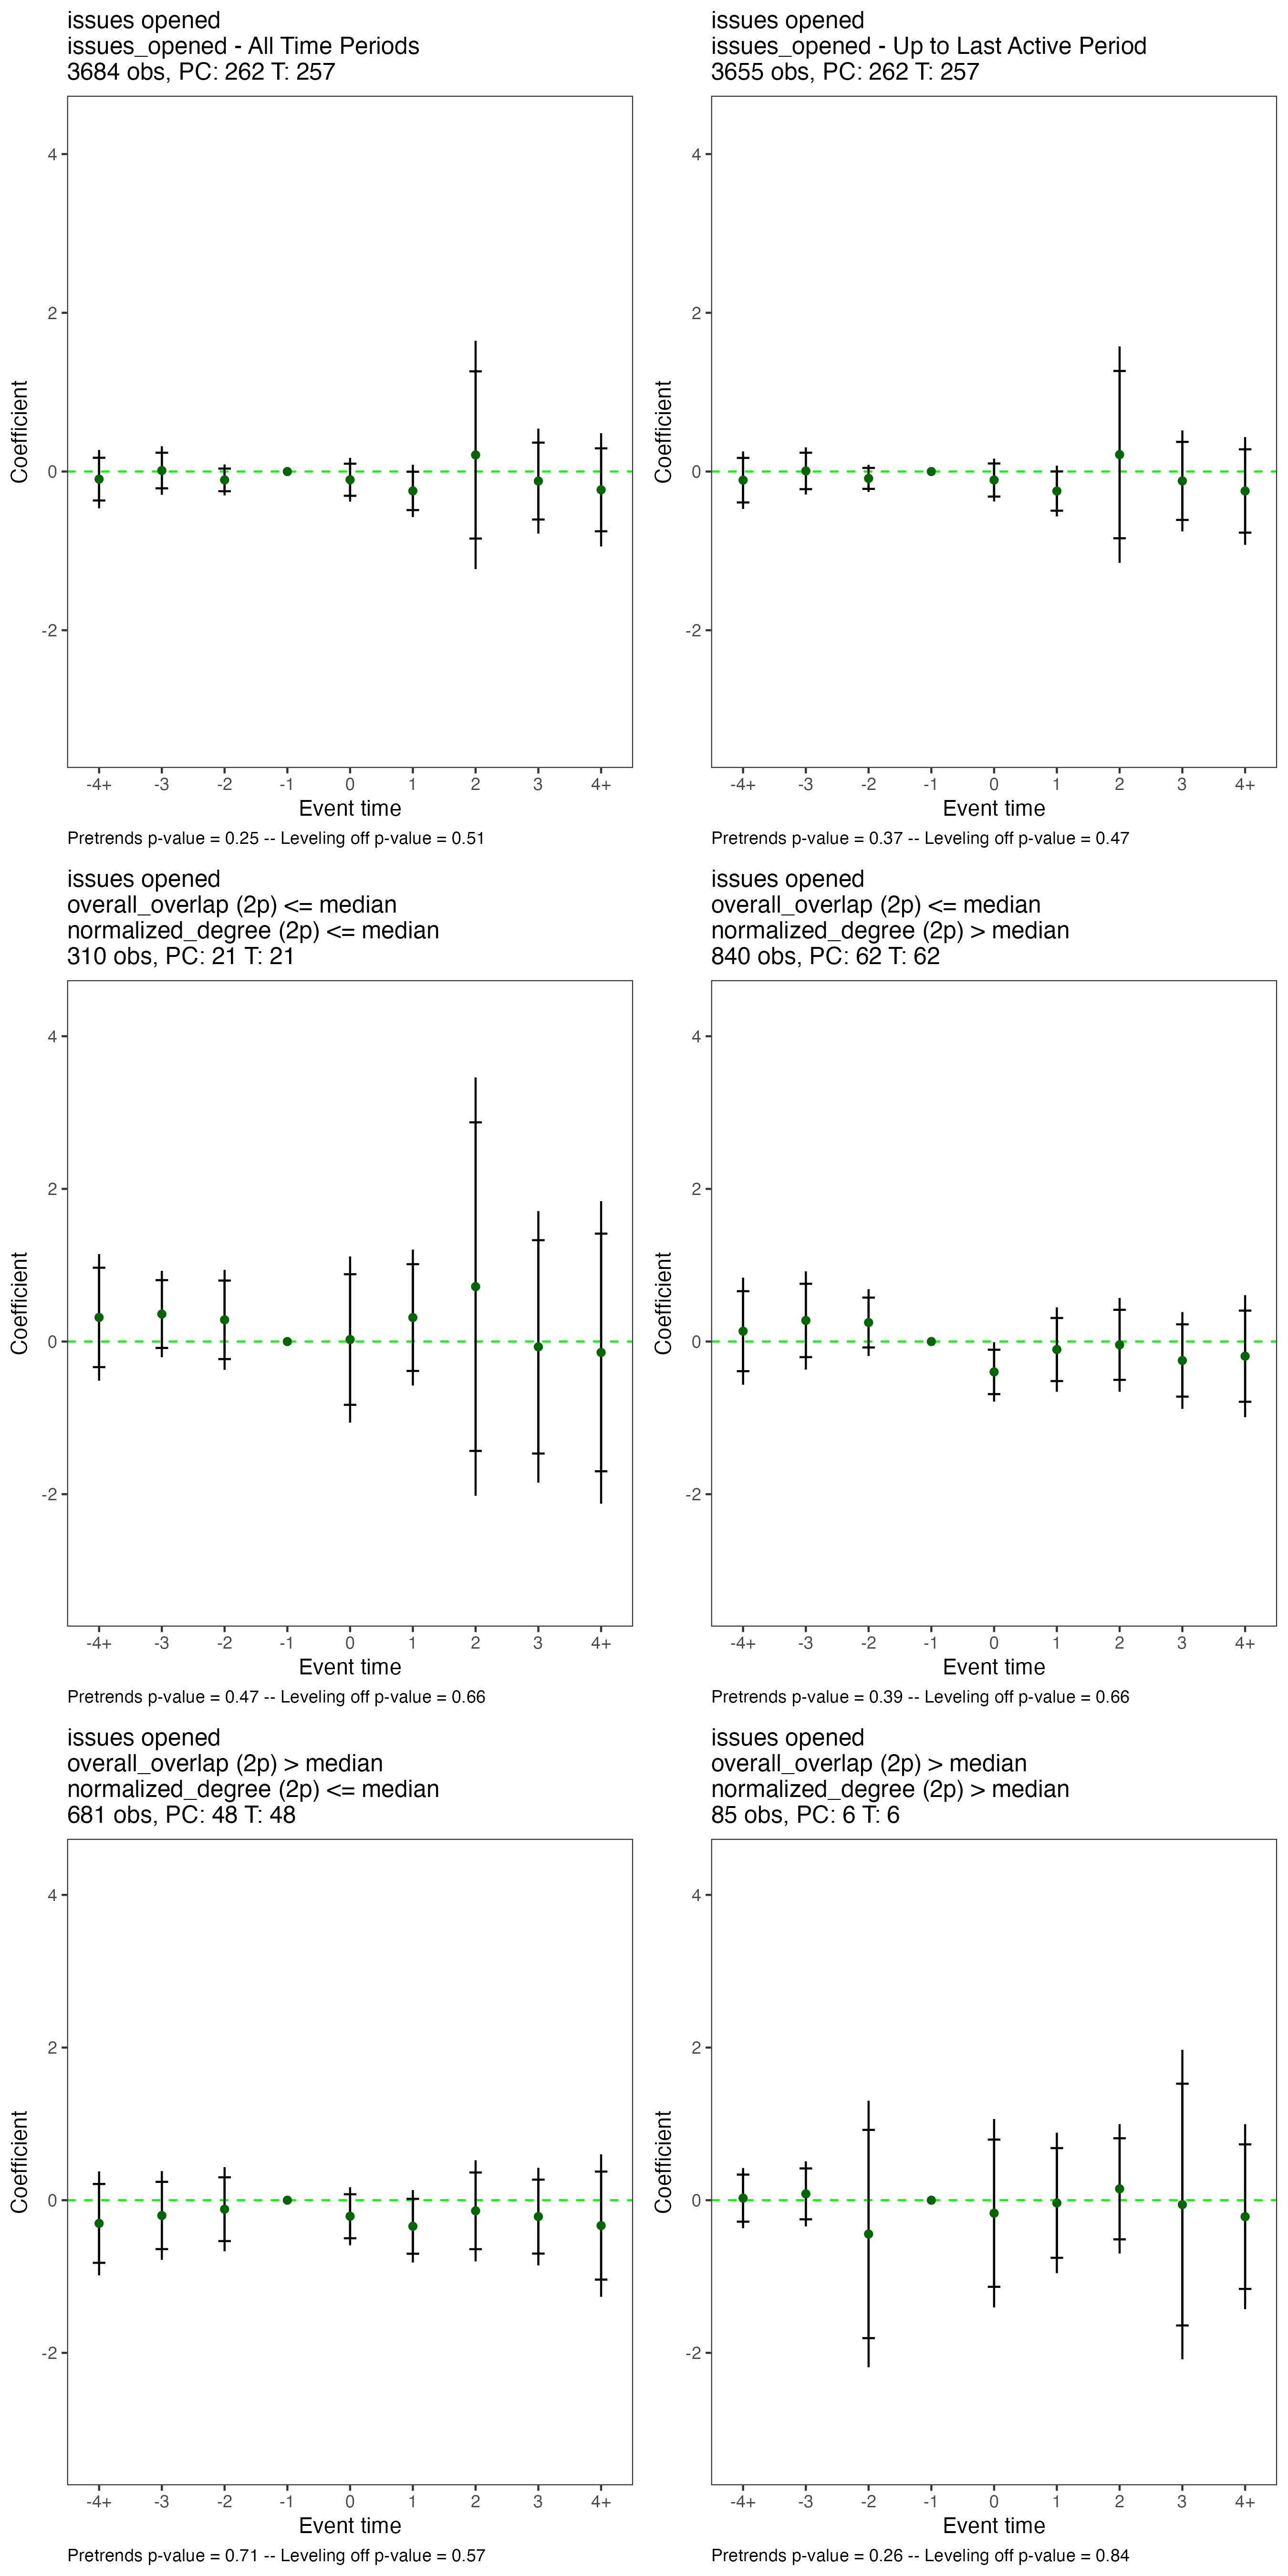 issues opened
issues_opened - All Time Periods
3684 obs, PC: 262 T: 257
4
2
0
-2
Coefficient
-4+ -3 -2 -1 0 1 2 3 4+
Event time
Pretrends p-value = 0.25 -- Leveling off p-value = 0.51
issues opened
issues_opened - Up to Last Active Period
3655 obs, PC: 262 T: 257
4
2
0
-2
Coefficient
-4+ -3 -2 -1 0 1 2 3 4+
Event time
Pretrends p-value = 0.37 -- Leveling off p-value = 0.47
issues opened
overall_overlap (2p) <= median
normalized_degree (2p) <= median
310 obs, PC: 21 T: 21
4
2
0
-2
Coefficient
-4+ -3 -2 -1 0 1 2 3 4+
Event time
Pretrends p-value = 0.47 -- Leveling off p-value = 0.66
issues opened
overall_overlap (2p) <= median
normalized_degree (2p) > median
840 obs, PC: 62 T: 62
4
2
0
-2
Coefficient
-4+ -3 -2 -1 0 1 2 3 4+
Event time
Pretrends p-value = 0.39 -- Leveling off p-value = 0.66
issues opened
overall_overlap (2p) > median
normalized_degree (2p) <= median
681 obs, PC: 48 T: 48
4
2
0
-2
Coefficient
-4+ -3 -2 -1 0 1 2 3 4+
Event time
Pretrends p-value = 0.71 -- Leveling off p-value = 0.57
issues opened
overall_overlap (2p) > median
normalized_degree (2p) > median
85 obs, PC: 6 T: 6
4
2
0
-2
Coefficient
-4+ -3 -2 -1 0 1 2 3 4+
Event time
Pretrends p-value = 0.26 -- Leveling off p-value = 0.84